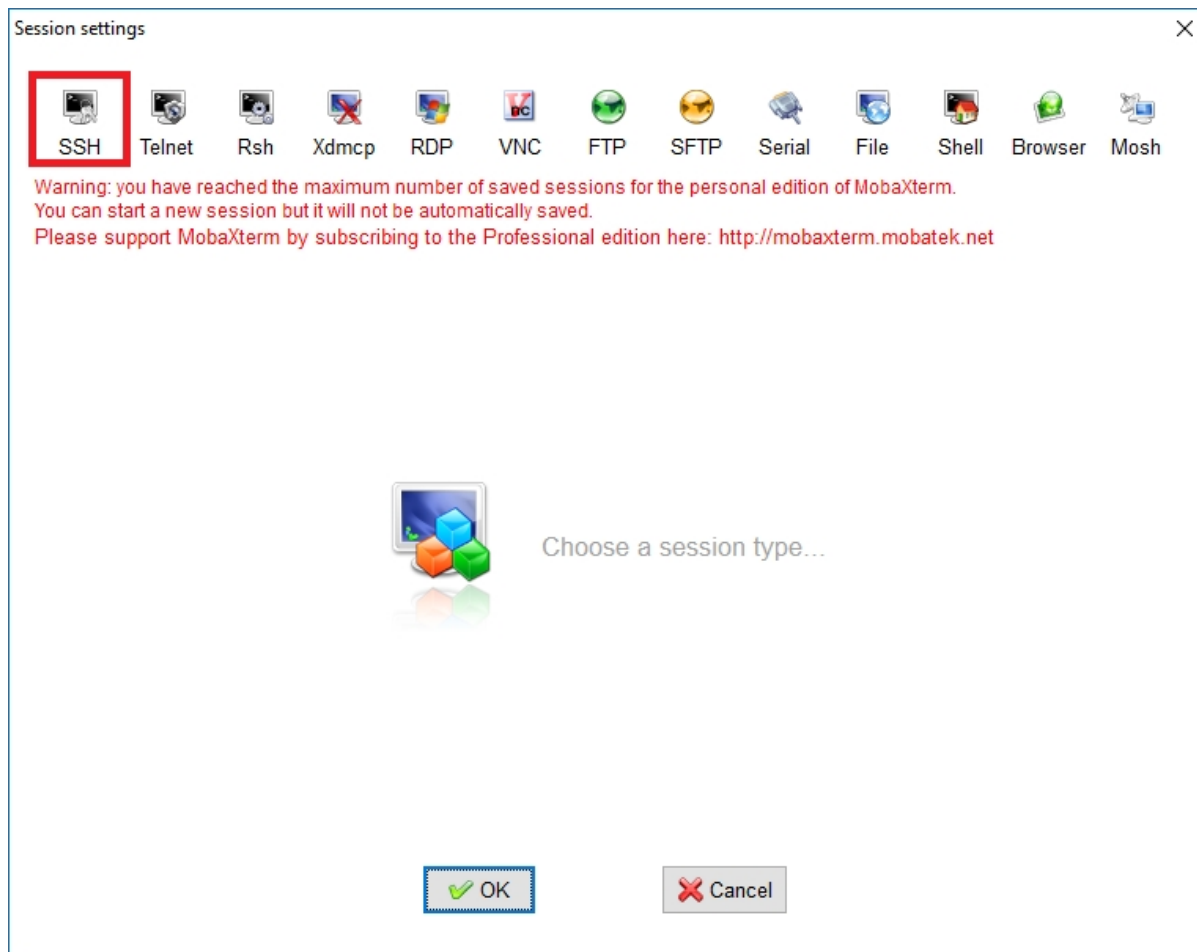 Session settings
SSH Telnet Rsh Xdmcp RDP VNC FTP SFTP Serial File Shell Browser Mosh
Warning: you have reached the maximum number of saved sessions for the personal edition of MobaXterm.
You can start a new session but it will not be automatically saved.
Please support MobaXterm by subscribing to the Professional edition here: http://mobaxterm.mobatek.net
Choose a session type...
OK Cancel